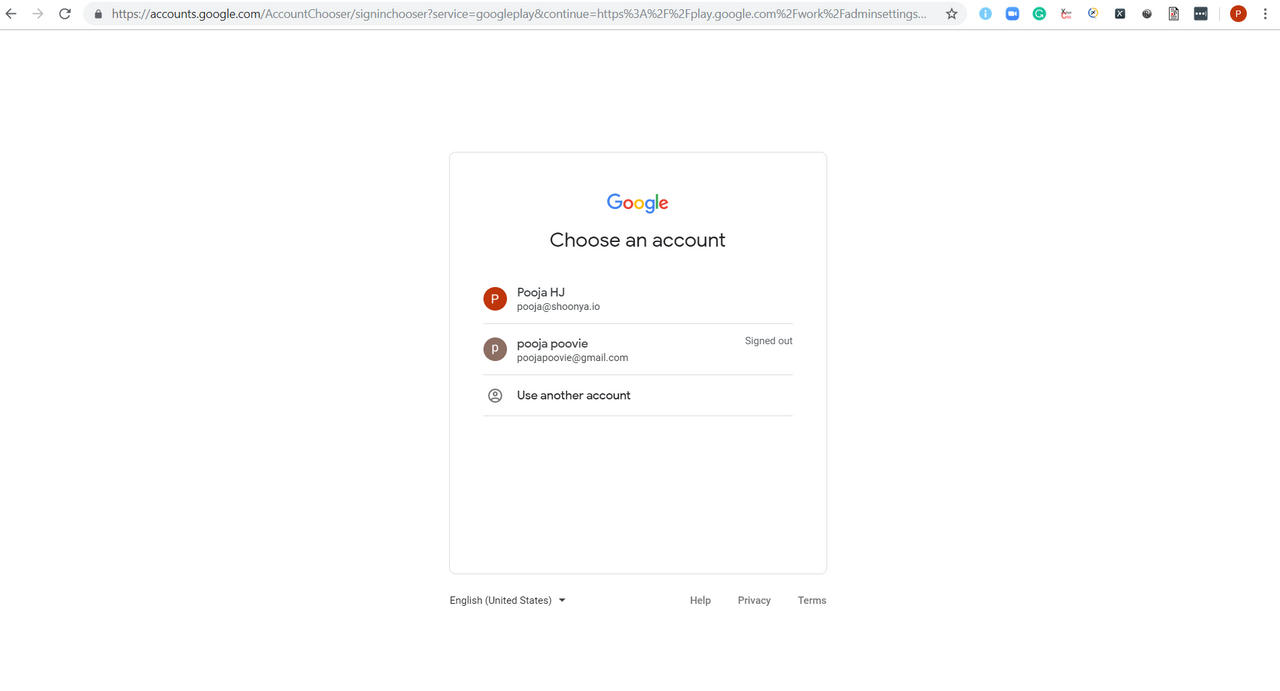 https://accounts.google.com/AccountChooser/signinchooser?service=googleplay&continue=https%3A%2F%2Fplay.google.com%2Fwork%2Fadminsettings...
P
Google
Choose an account
P
Pooja HJ
pooja@shoonya.io
p
pooja poovie
Signed out
poojapoovie@gmail.com
Use another account
English (United States)
Help
Privacy
Terms